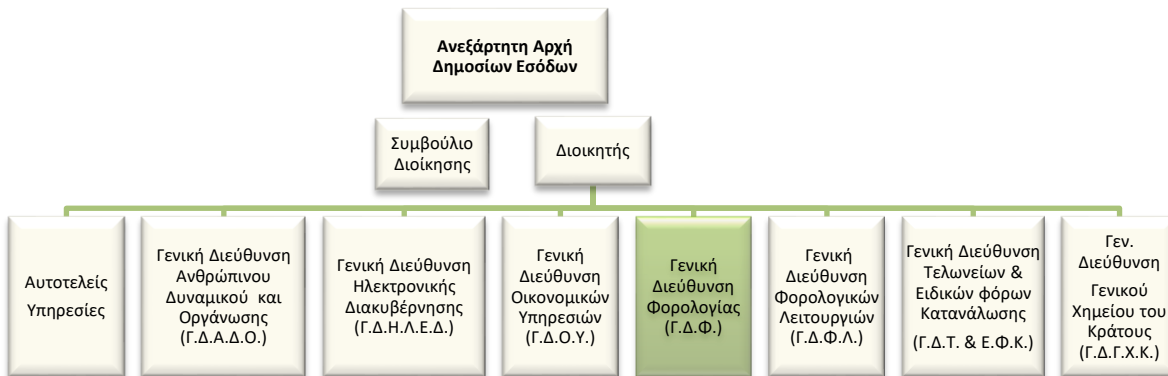 Ανεξάρτητη Αρχή
Δημοσίων Εσόδων
Συμβούλιο
Διοίκησης
Διοικητής
Αυτοτελείς
Υπηρεσίες
Γενική Διεύθυνση
Ανθρώπινου
Δυναμικού και
Οργάνωσης
(Γ.Δ.Α.Δ.Ο.)
Γενική Διεύθυνση
Ηλεκτρονικής
Διακυβέρνησης
(Γ.Δ.Η.Λ.Ε.Δ.)
Γενική
Διεύθυνση
Οικονομικών
Υπηρεσιών
(Γ.Δ.Ο.Υ.)
Γενική
Διεύθυνση
Φορολογίας
(Γ.Δ.Φ.)
Γενική
Διεύθυνση
Φορολογικών
Λειτουργιών
(Γ.Δ.Φ.Λ.)
Γενική Διεύθυνση
Τελωνείων &
Ειδικών φόρων
Κατανάλωσης
(Γ.Δ.Τ. & Ε.Φ.Κ.)
Γεν.
Διεύθυνση
Γενικού
Χημείου του
Κράτους
(Γ.Δ.Γ.Χ.Κ.)